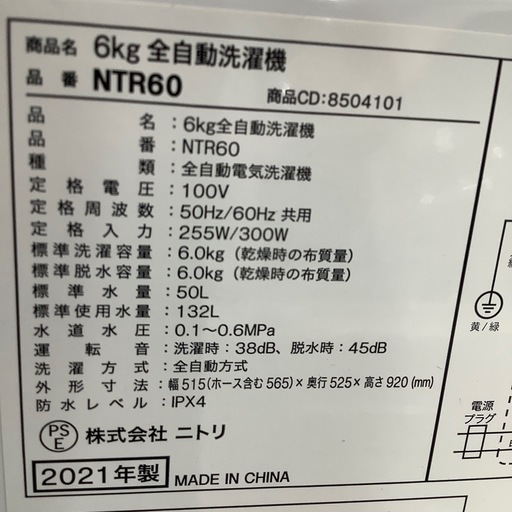 商品名 6kg 全自動洗濯機
品 番 NTR60 商品CD:8504101
品 名:6kg全自動洗濯機
品 番:NTR60
種 類:全自動電気洗濯機
定格電圧:100V
定格周波数:50Hz/60Hz 共用
定格入力:255W/300W
標準洗濯容量:6.0kg (乾燥時の布質量)
標準脱水容量:6.0kg (乾燥時の布質量)
標準水量:50L
標準使用水量:132L
水道水圧:0.1〜0.6MPa
運転音:洗濯時:38dB、脱水時:45dB
洗濯方式:全自動方式
外形寸法:幅515(ホース含む565)×奥行525×高さ920(mm)
防水レベル:IPX4
PSE 株式会社 ニトリ
2021年製 MADE IN CHINA
黄/緑
電源
プラグ